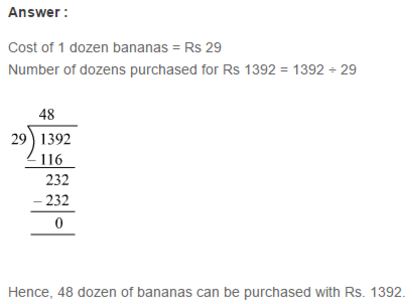 Answer :
Cost of 1 dozen bananas = Rs 29
Number of dozens purchased for Rs 1392 = 1392 ÷ 29
48
29) 1392
– 116
232
– 232
0
Hence, 48 dozen of bananas can be purchased with Rs. 1392.